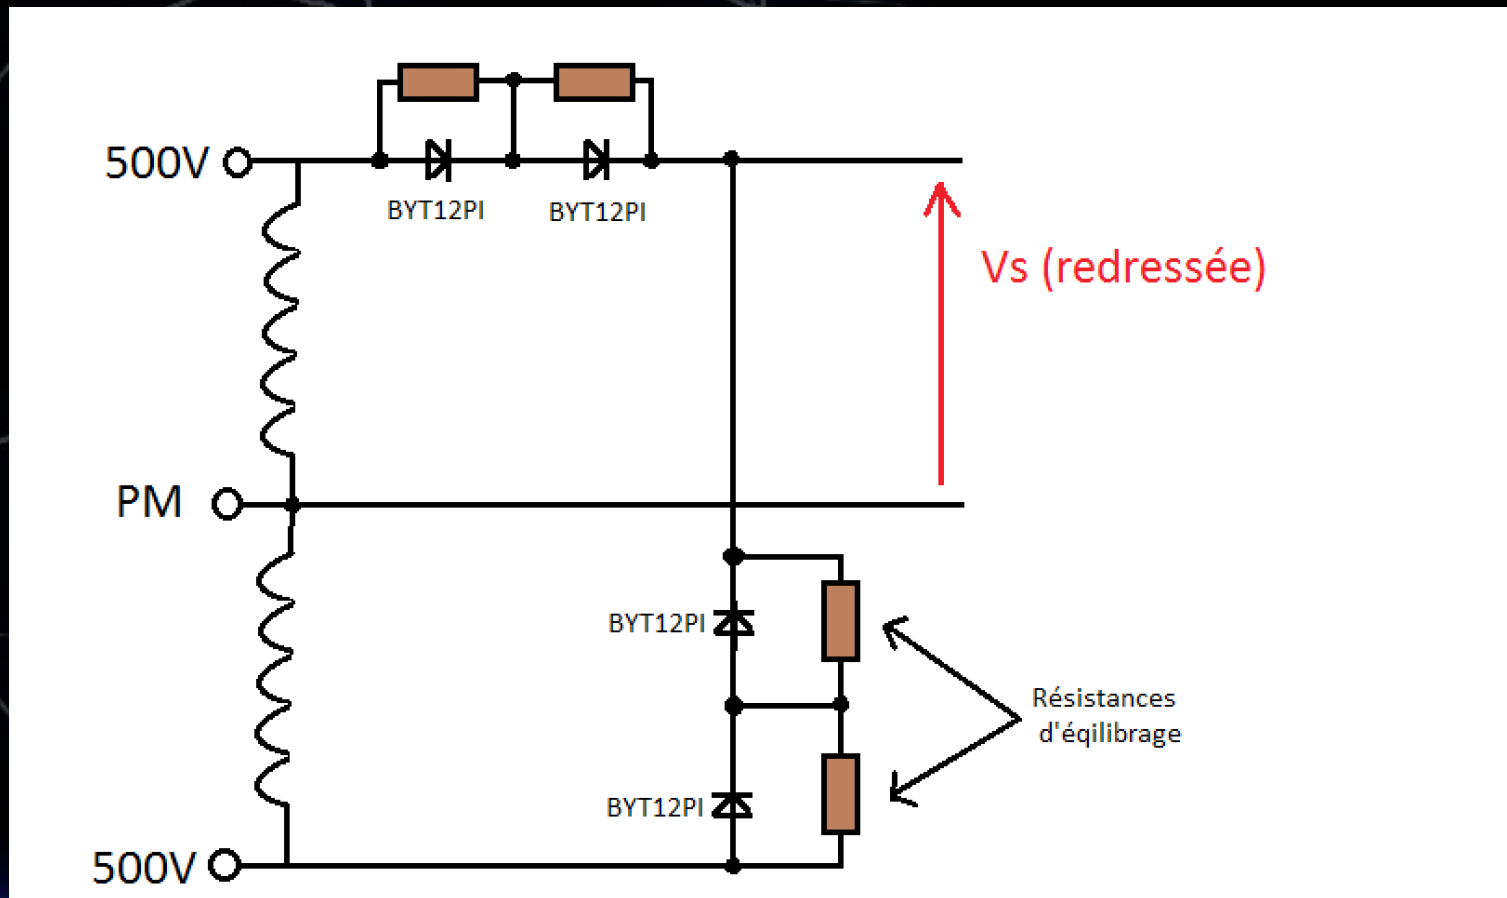 500V
BYT12PI
BYT12PI
Vs (redressée)
PM
BYT12PI
Résistances
d'éqilibrage
BYT12PI
500V